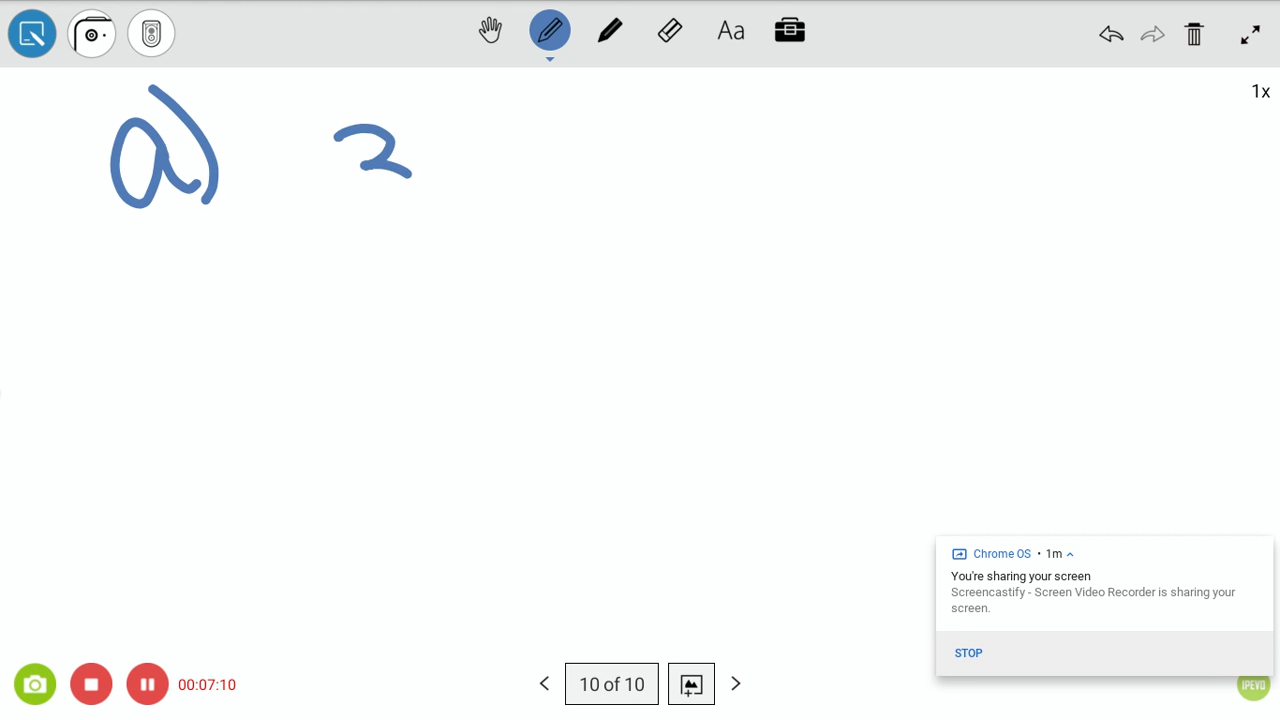 Aa
1x
a) 2
Chrome OS • 1m
You're sharing your screen
Screencastify - Screen Video Recorder is sharing your
screen.
STOP
00:07:10
10 of 10
IPEVO